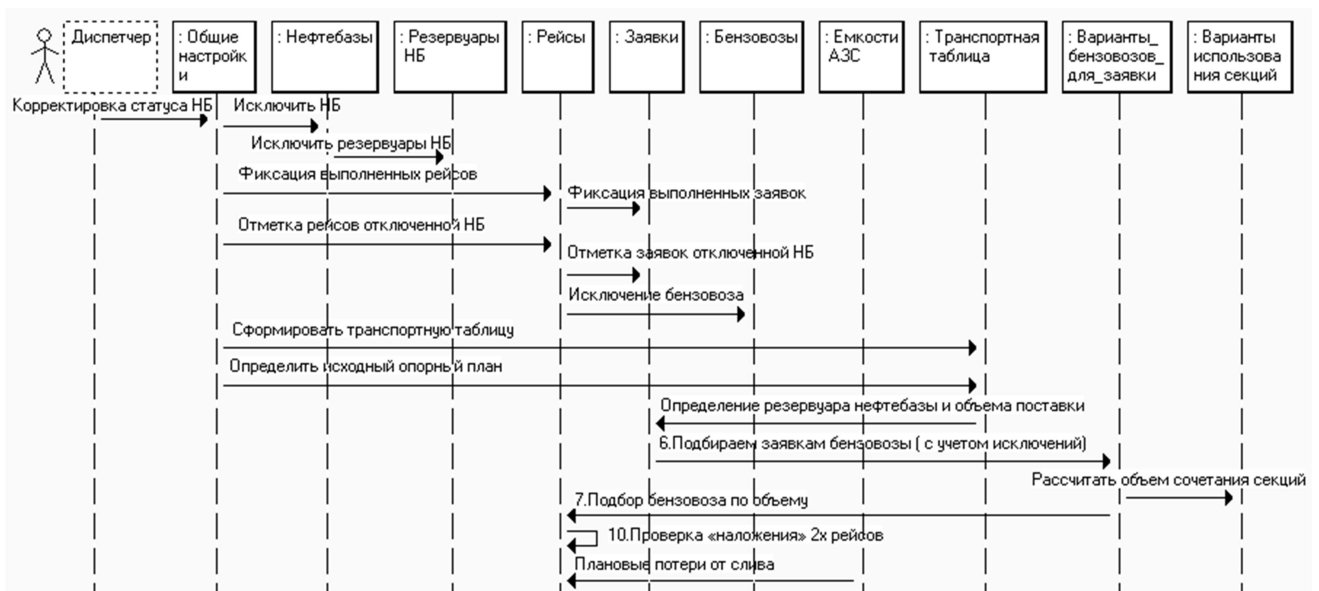 Диспетчер
: Общие
настройк
и
: Нефтебазы
: Резервуары
НБ
: Рейсы
: Заявки
: Бензовозы
: Емкости
АЗС
: Транспортная
таблица
: Варианты_
бензовозов_
для_заявки
: Варианты
использова
ния секций
Корректировка статуса НБ
Исключить НБ
Исключить резервуары НБ
Фиксация выполненных рейсов
Фиксация выполненных заявок
Отметка рейсов отключенной НБ
Отметка заявок отключенной НБ
Исключение бензовоза
Сформировать транспортную таблицу
Определить исходный опорный план
Определение резервуара нефтебазы и объема поставки
6.Подбираем заявкам бензовозы ( с учетом исключений)
Рассчитать объем сочетания секций
7.Подбор бензовоза по объему
10.Проверка «наложения» 2х рейсов
Плановые потери от слива